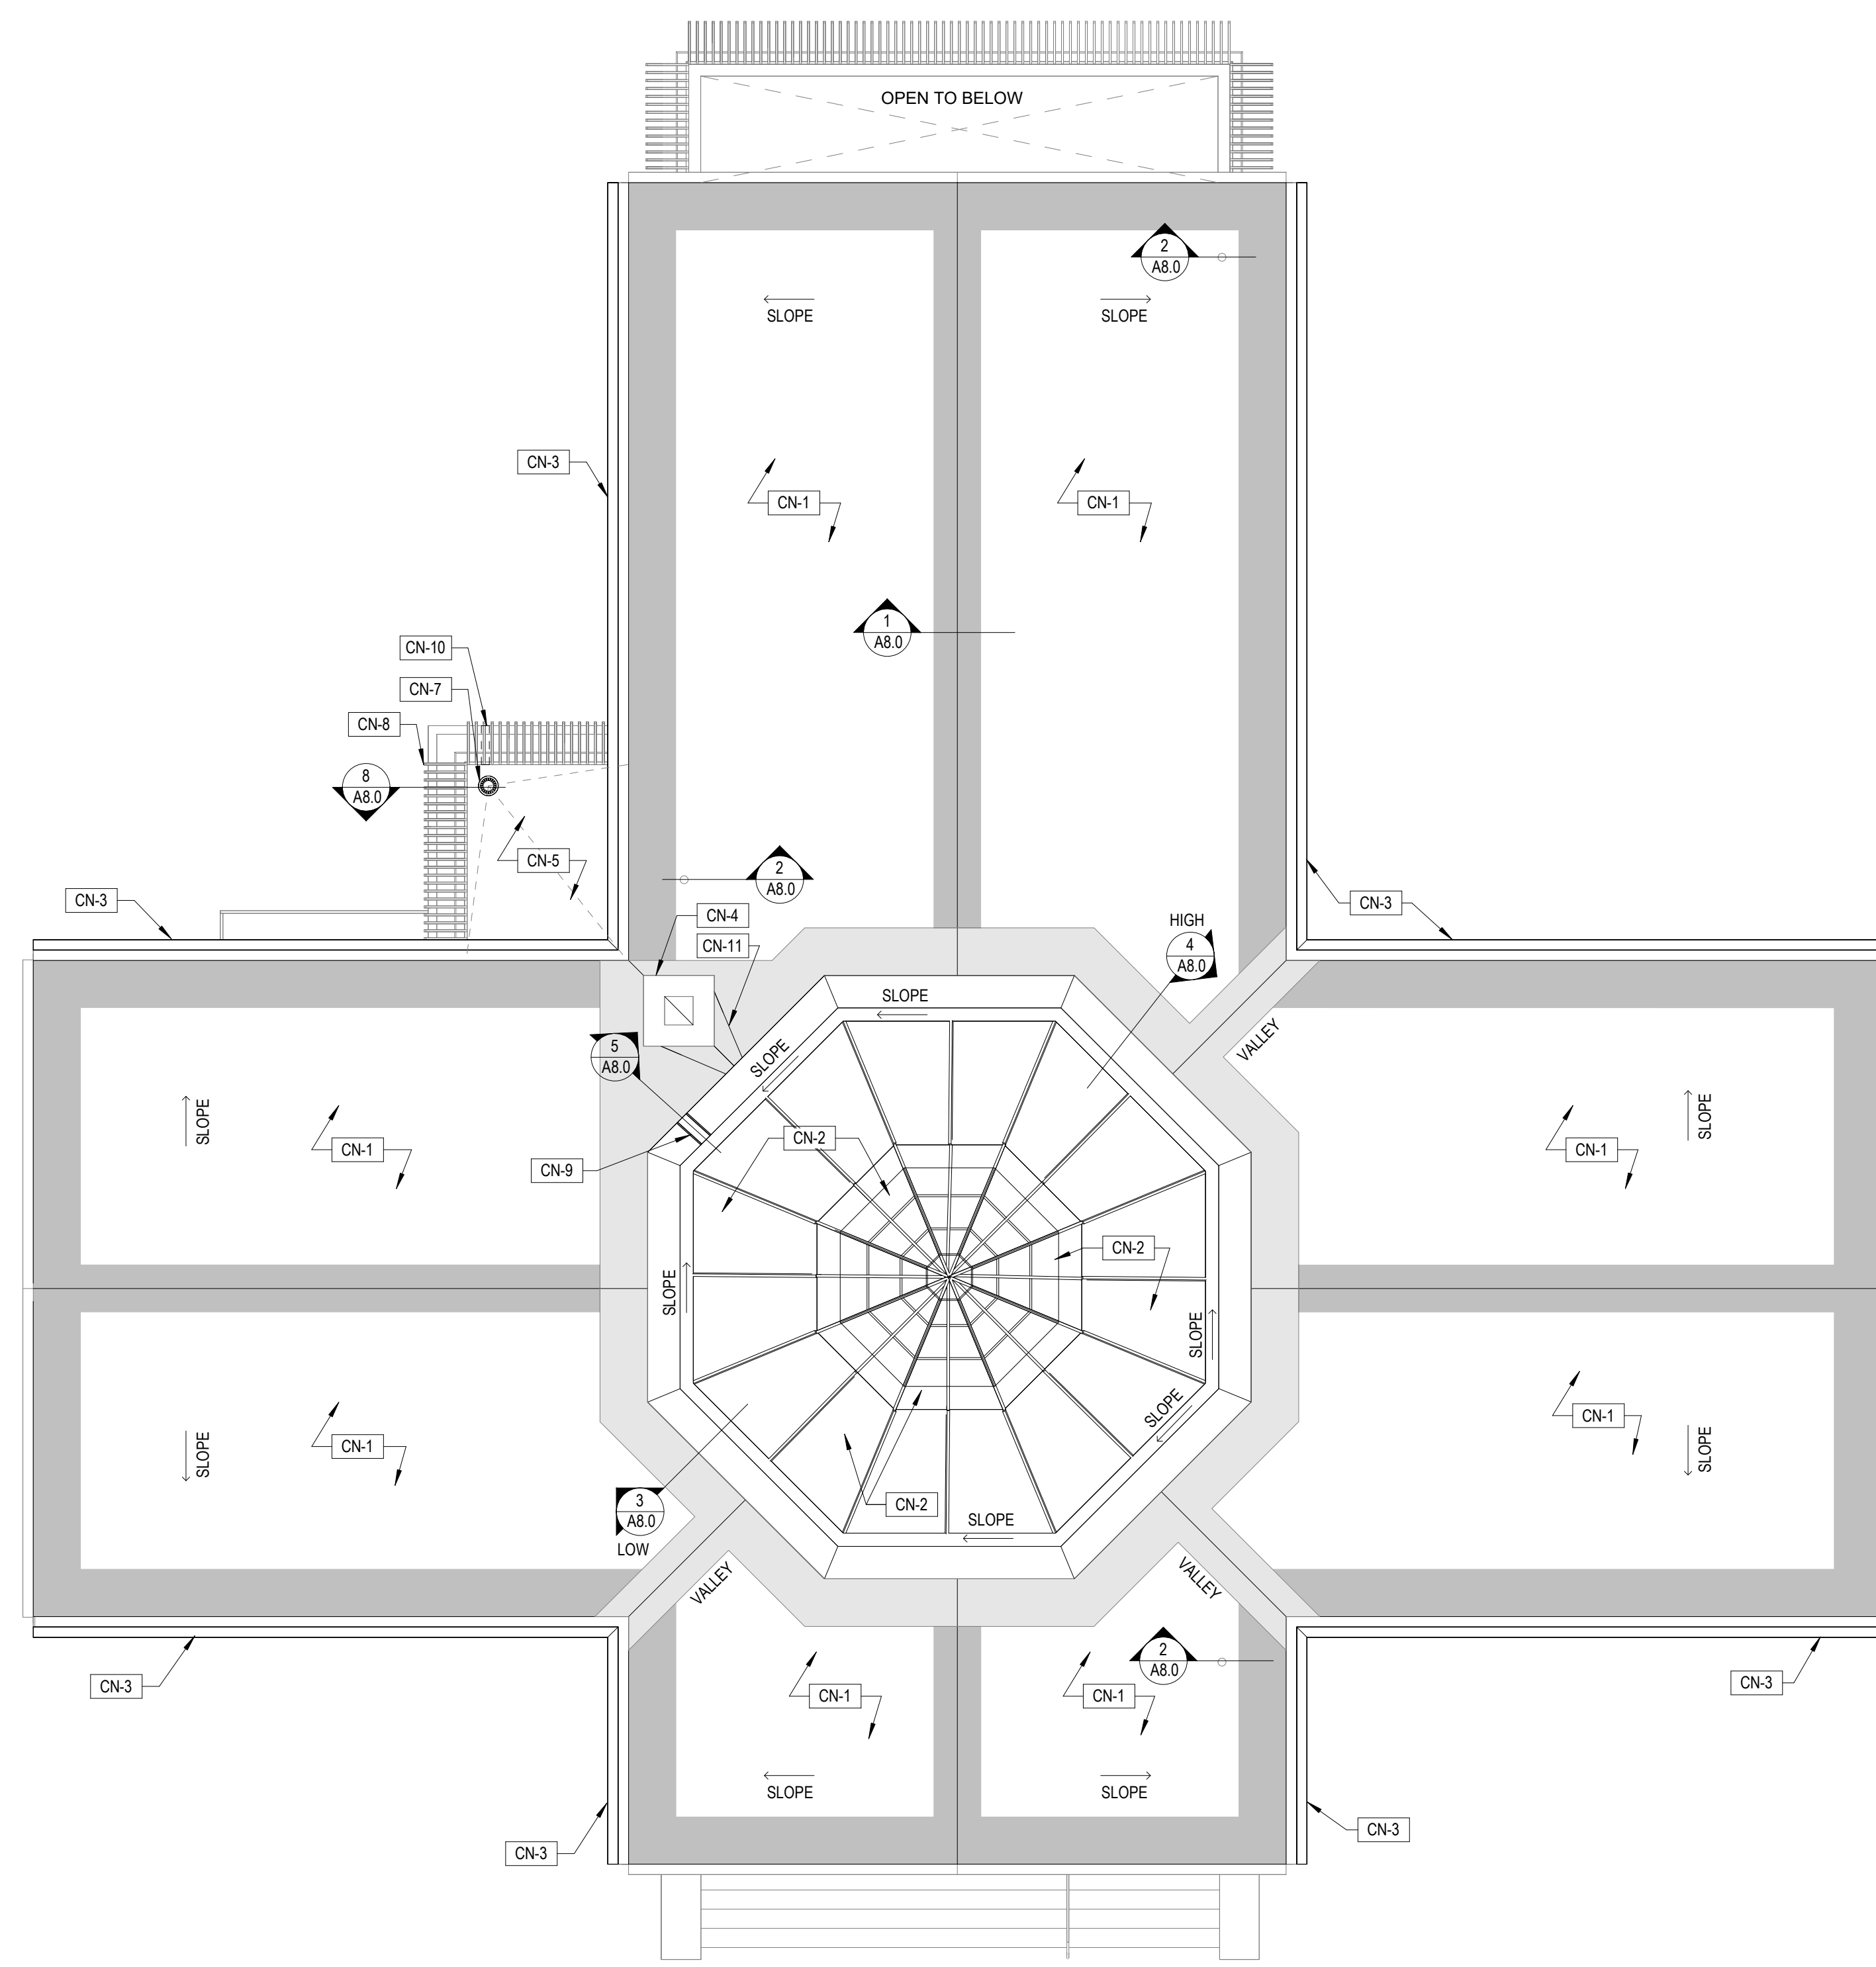 OPEN TO BELOW
2
A8.0
SLOPE
SLOPE
CN-3
CN-1
CN-1
1
A8.0
CN-10
CN-7
CN-8
8
A8.0
CN-5
2
A8.0
CN-3
CN-4
CN-11
HIGH
4
A8.0
CN-3
SLOPE
5
A8.0
SLOPE
VALLEY
SLOPE
CN-1
CN-2
CN-9
CN-1
SLOPE
CN-2
SLOPE
SLOPE
SLOPE
CN-1
SLOPE
CN-1
SLOPE
3
A8.0
LOW
CN-2
SLOPE
VALLEY
VALLEY
2
A8.0
CN-3
CN-1
CN-1
CN-3
SLOPE
SLOPE
CN-3
CN-3